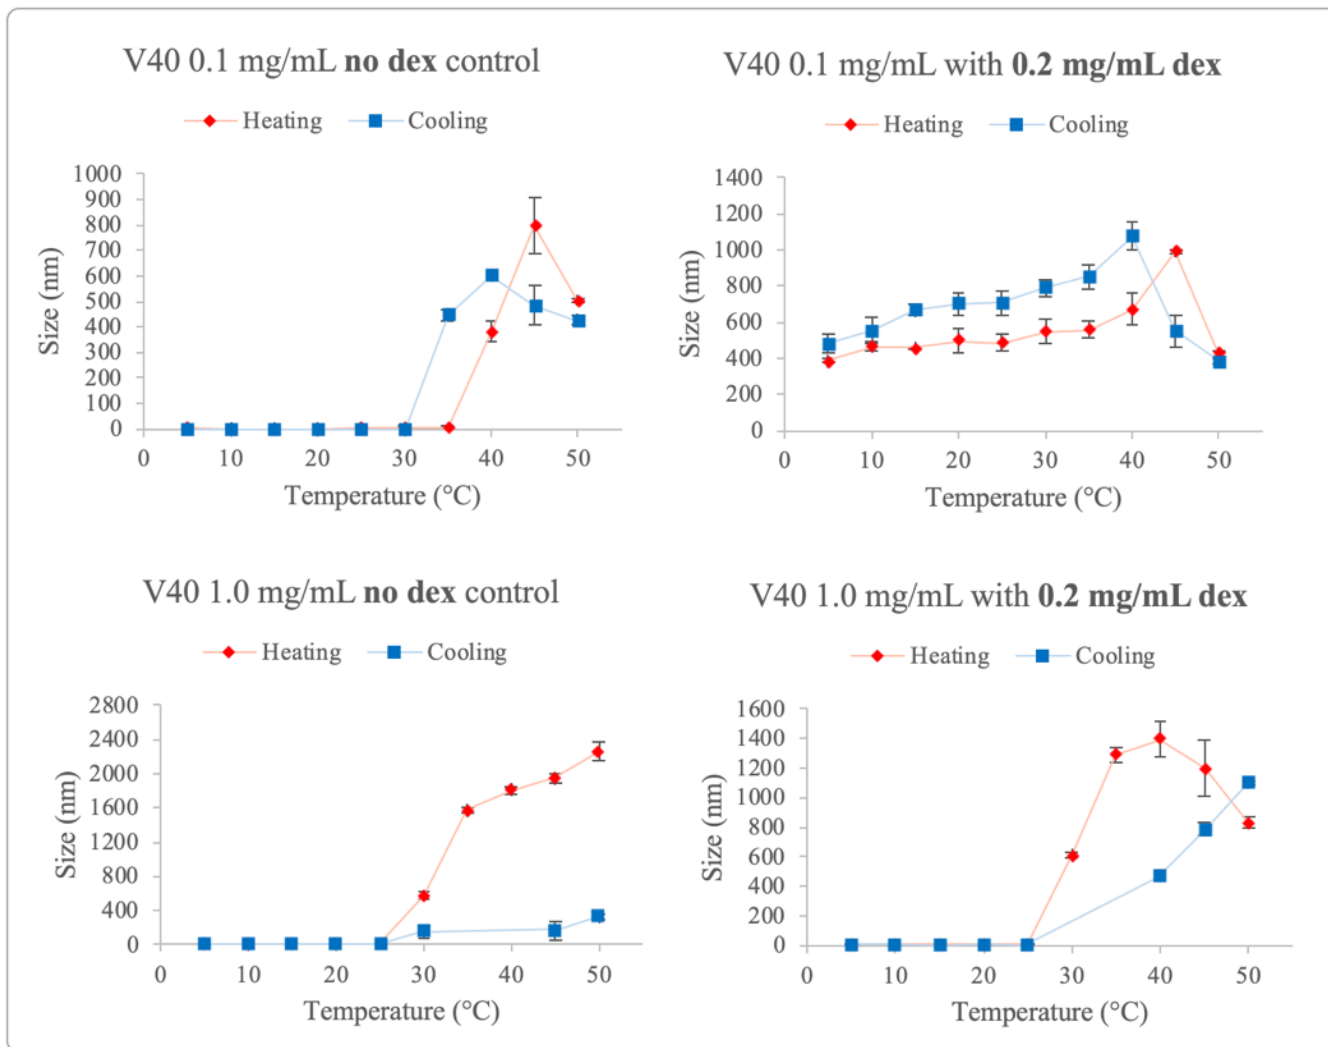 V40 0.1 mg/mL no dex control
Heating Cooling
1000
900
800
700
600
500
400
300
200
100
0
Size (nm)
0 10 20 30 40 50
Temperature (°C)
V40 0.1 mg/mL with 0.2 mg/mL dex
Heating Cooling
1400
1200
1000
800
600
400
200
0
Size (nm)
0 10 20 30 40 50
Temperature (°C)
V40 1.0 mg/mL no dex control
Heating Cooling
2800
2400
2000
1600
1200
800
400
0
Size (nm)
0 10 20 30 40 50
Temperature (°C)
V40 1.0 mg/mL with 0.2 mg/mL dex
Heating Cooling
1600
1400
1200
1000
800
600
400
200
0
Size (nm)
0 10 20 30 40 50
Temperature (°C)